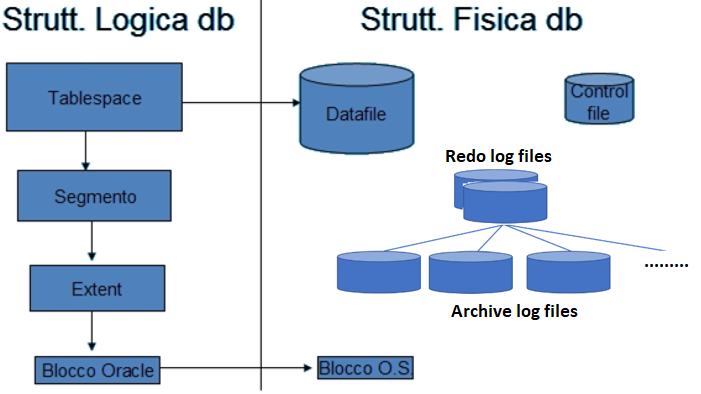 Strutt. Logica db
Strutt. Fisica db
Tablespace
Datafile
Control
file
Redo log files
Segmento
Extent
.........
Archive log files
Blocco Oracle
Blocco O.S.